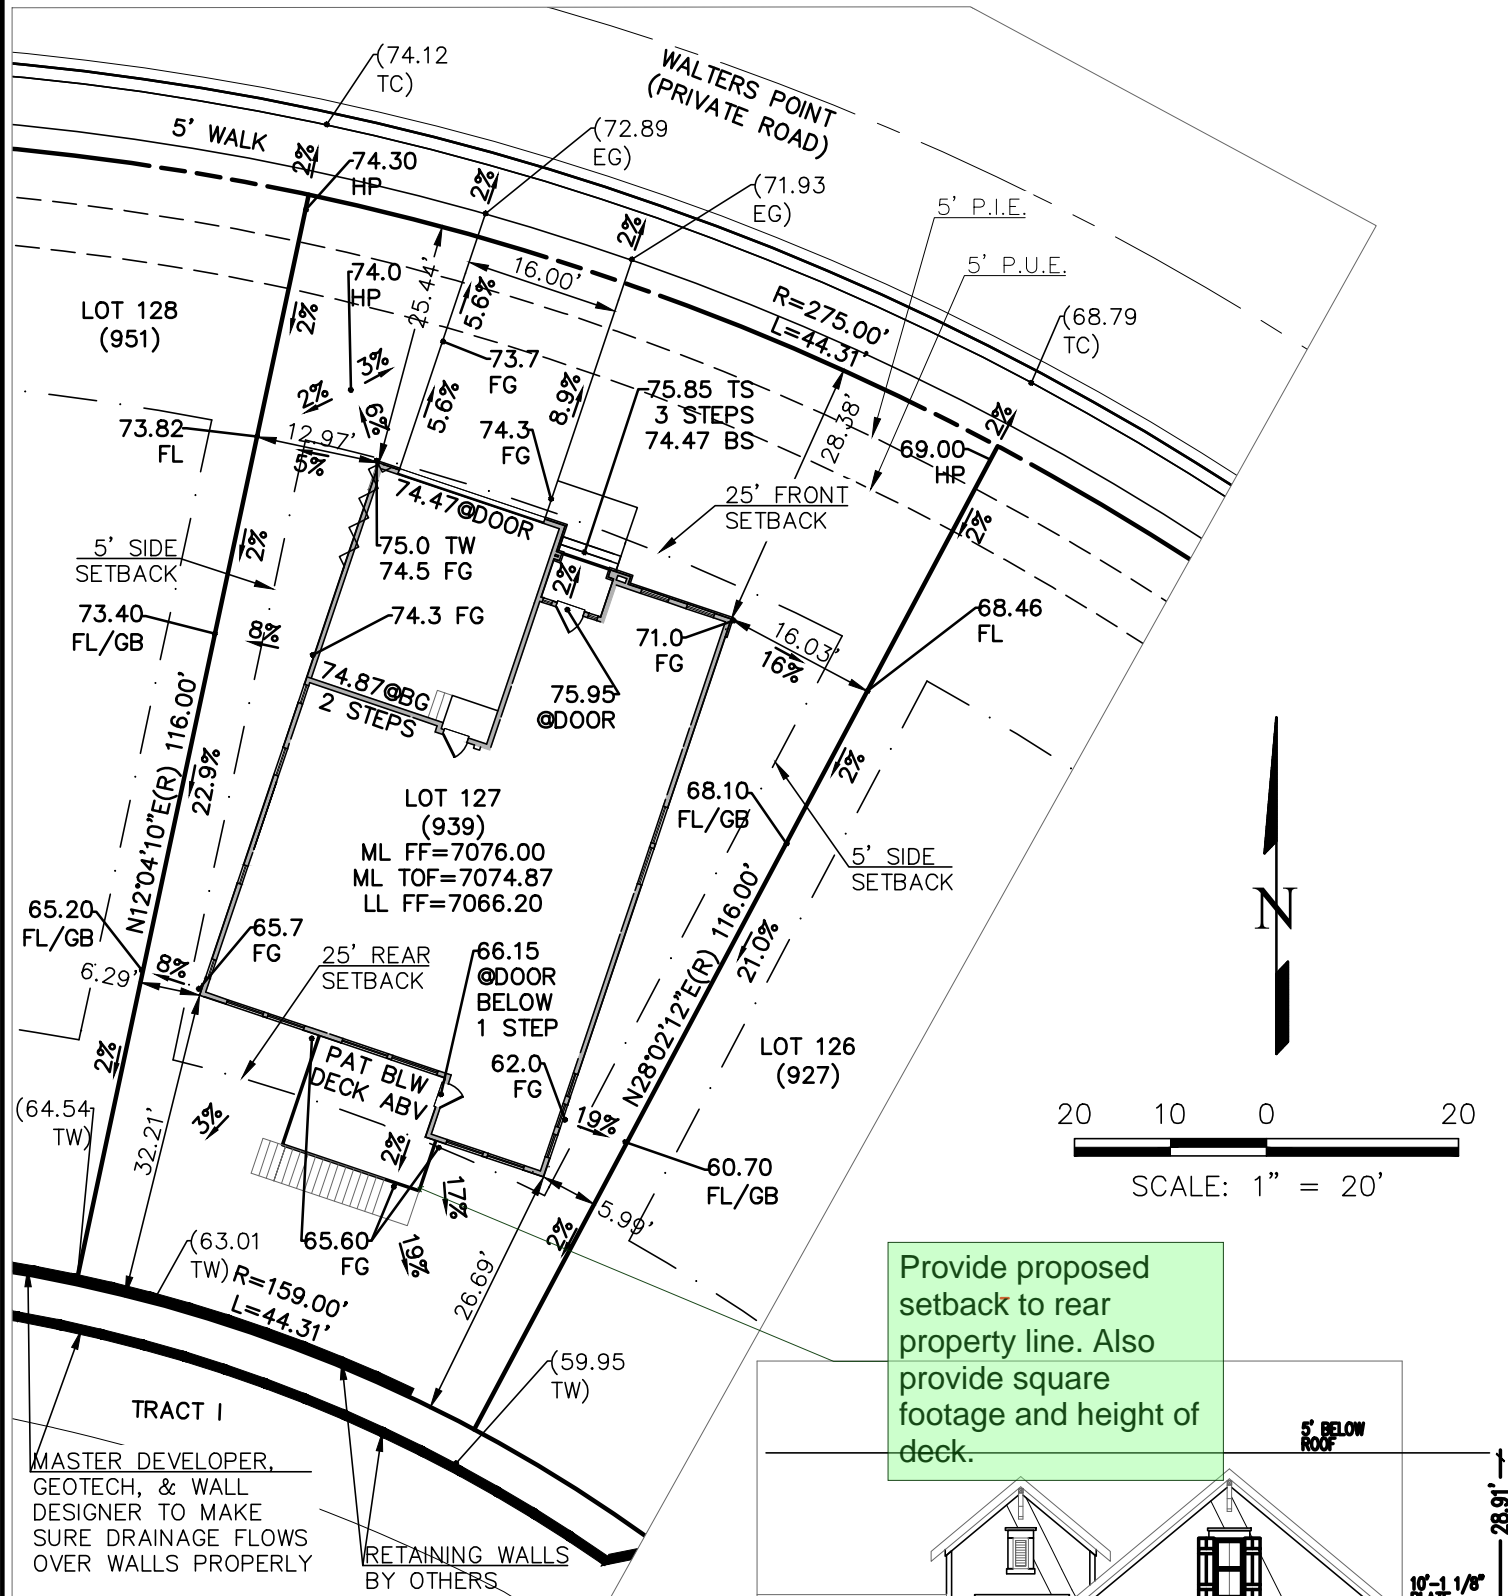 (74.12
TC)
WALTERS POINT
(PRIVATE ROAD)
5' WALK
2%
74.30
HP
(72.89
EG)
2%
(71.93
EG)
2%
5' P.I.E.
5' P.U.E.
74.0
HP
25.44'
16.00'
5.6%
R=275.00'
L=44.31'
(68.79
TC)
LOT 128
(951)
2%
3%
73.7
FG
2%
6%
5.6%
8.9%
75.85 TS
3 STEPS
74.47 BS
28.38'
2%
73.82
FL
12.97'
5%
74.3
FG
69.00
HP
74.47@DOOR
25' FRONT
SETBACK
2%
5' SIDE
SETBACK
2%
75.0 TW
74.5 FG
2%
73.40
FL/GB
8%
74.3 FG
71.0
FG
16.03'
16%
68.46
FL
74.87@BG
2 STEPS
75.95
@DOOR
N12°04'10"E(R) 116.00'
22.9%
2%
LOT 127
(939)
ML FF=7076.00
ML TOF=7074.87
LL FF=7066.20
68.10
FL/GB
5' SIDE
SETBACK
65.20
FL/GB
65.7
FG
6.29'
8%
25' REAR
SETBACK
66.15
@DOOR
BELOW
1 STEP
21.0%
N28°02'12"E(R) 116.00'
N
2%
PAT BLW
DECK ABV
62.0
FG
LOT 126
(927)
(64.54
TW)
3%
19%
20 10 0 20
SCALE: 1" = 20'
32.21'
2%
17%
60.70
FL/GB
5.99'
2%
65.60
FG
19%
(63.01
TW)
R=159.00'
L=44.31'
26.69'
(59.95
TW)
Provide proposed
setback to rear
property line. Also
provide square
footage and height of
deck.
TRACT I
MASTER DEVELOPER,
GEOTECH, & WALL
DESIGNER TO MAKE
SURE DRAINAGE FLOWS
OVER WALLS PROPERLY
RETAINING WALLS
BY OTHERS
5' BELOW
ROOF
28.91'
10'-1 1/8"